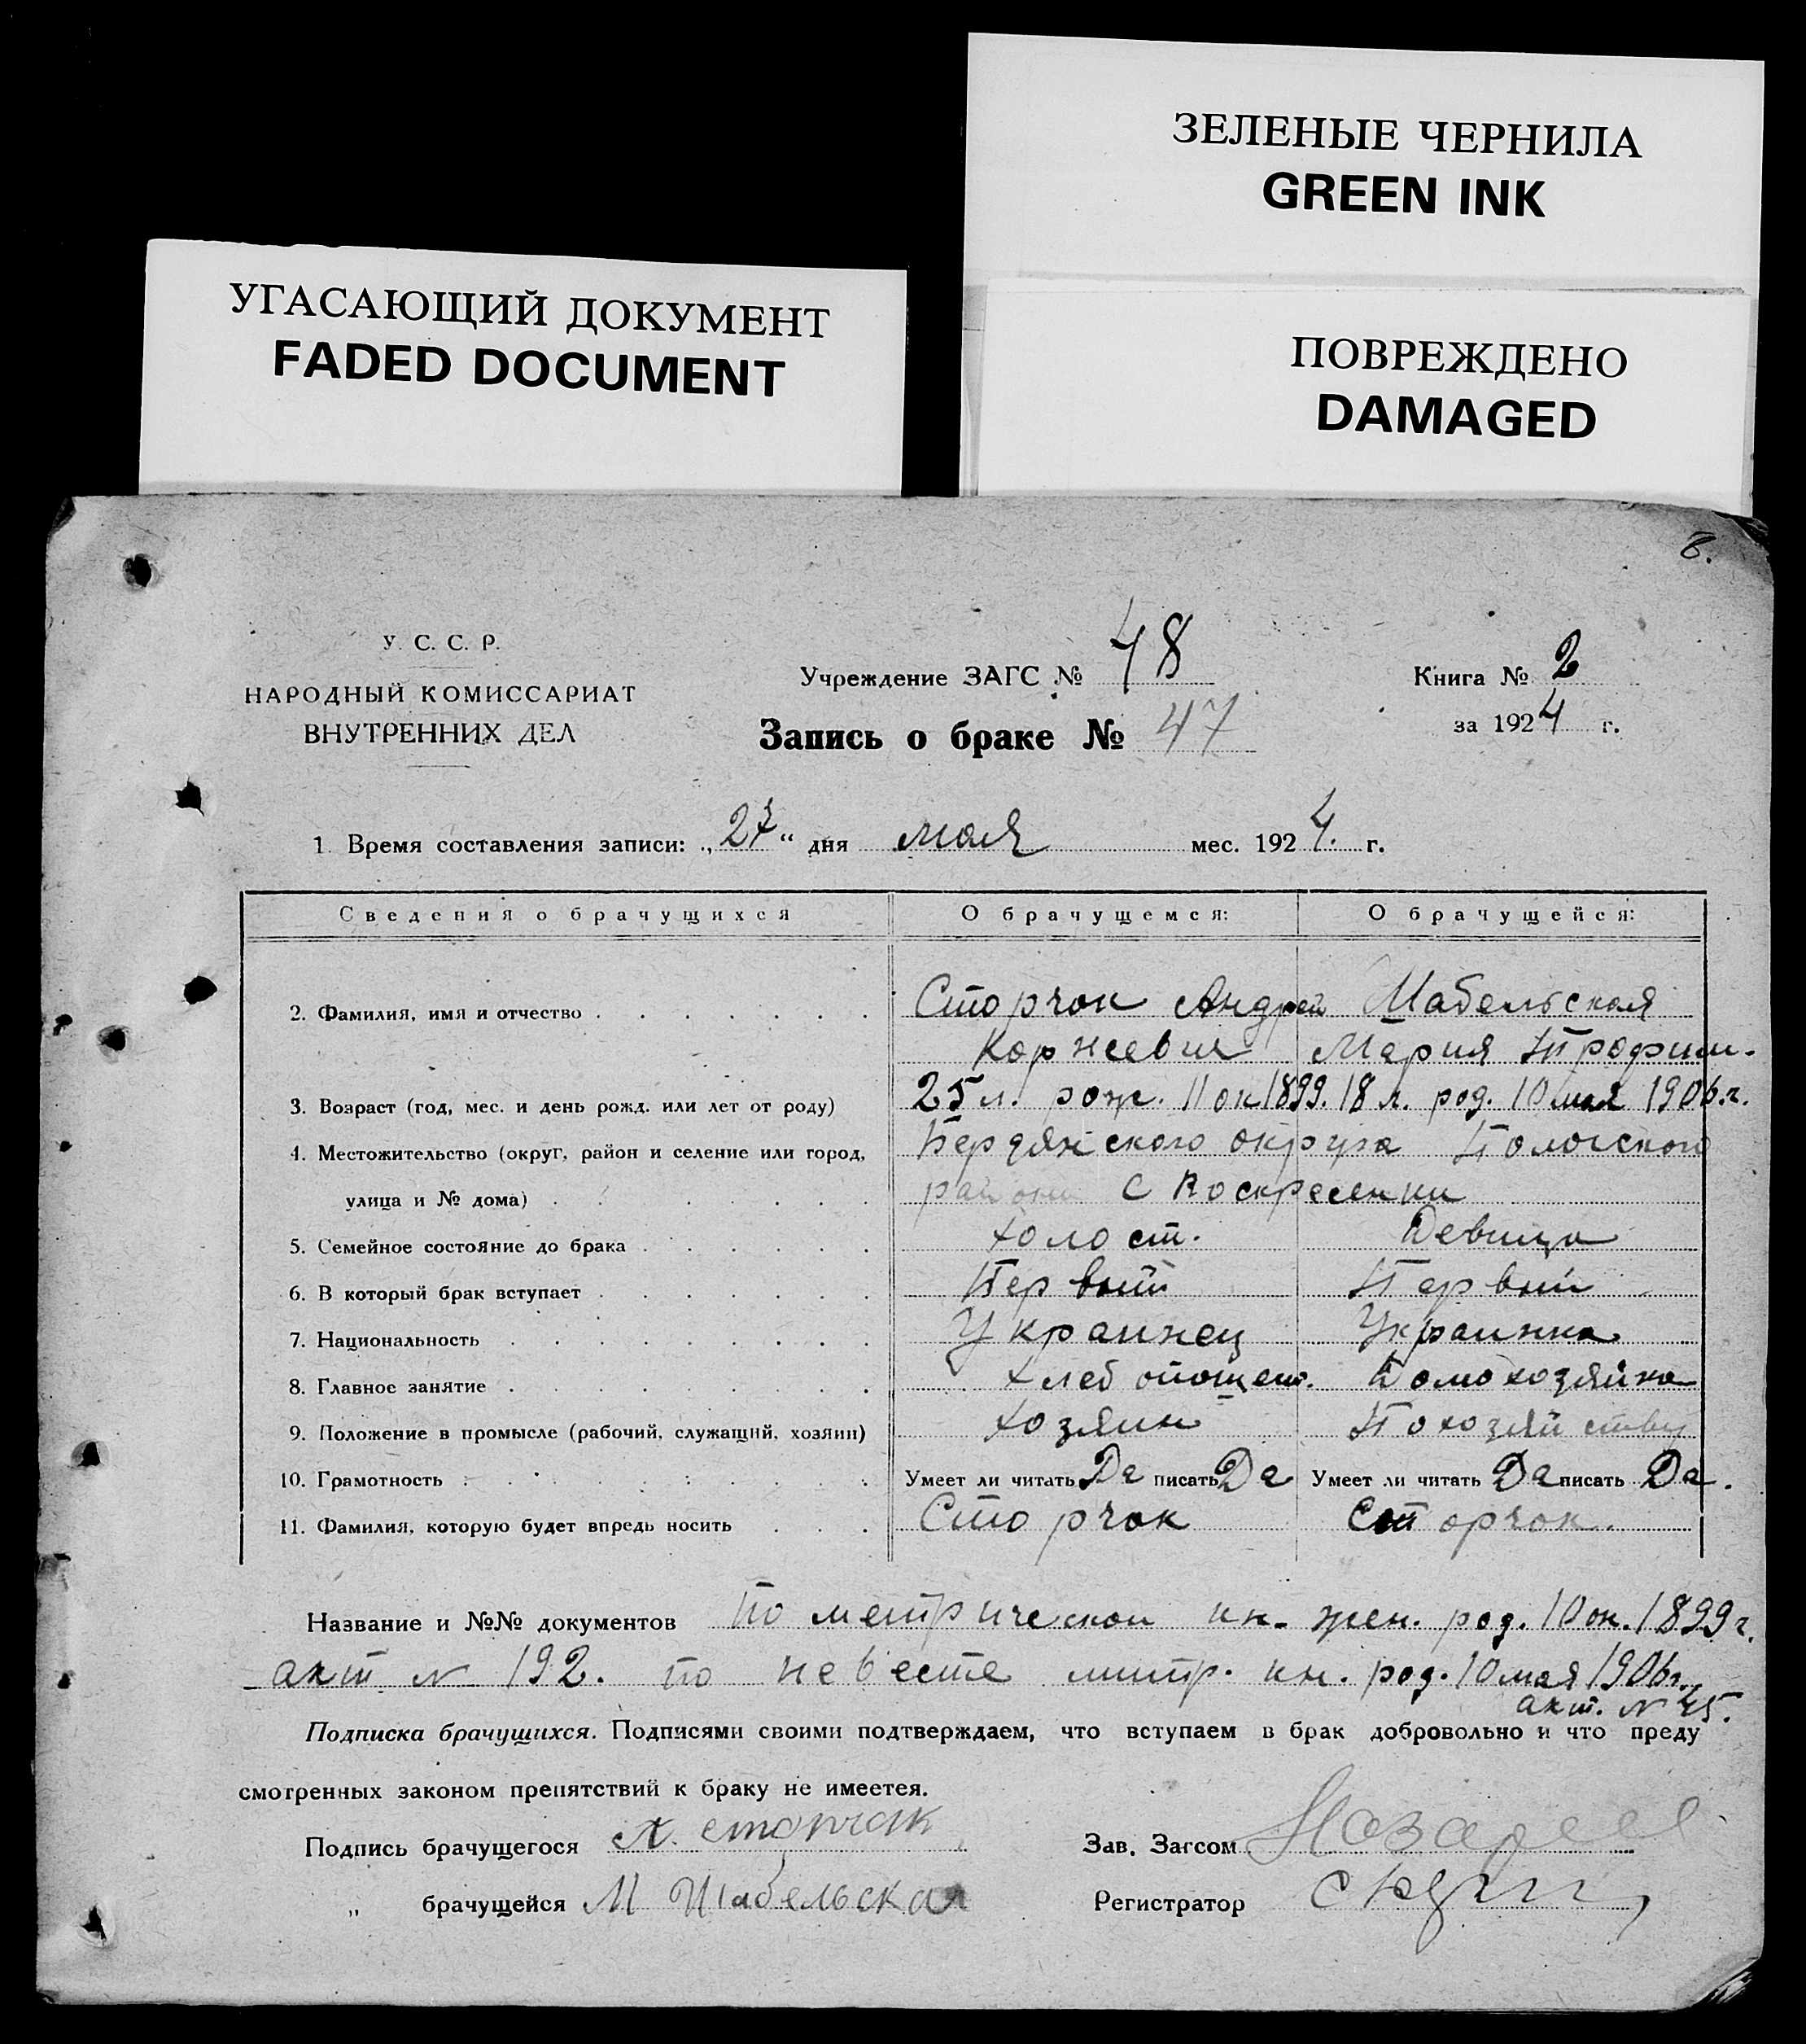 ЗЕЛЕНЫЕ ЧЕРНИЛА
GREEN INK
УГАСАЮЩИЙ ДОКУМЕНТ
FADED DOCUMENT
ПОВРЕЖДЕНО
DAMAGED
8.
У. С. С. Р.
НАРОДНЫЙ КОМИССАРИАТ
ВНУТРЕННИХ ДЕЛ
Учреждение ЗАГС № 48
Запись о браке № 47
Книга № 2
за 1924 г.
1. Время составления записи: „27“ дня мая мес. 1924. г.
Сведения о брачущихся О брачущемся: О брачущейся:
2. Фамилия, имя и отчество Сторчок Андрей Шабельская
Корнеевич Мария Трофим.
3. Возраст (год, мес. и день рожд. или лет от роду) 25 л. рож. 11 ок 1899. 18 л. род. 10 мая 1906.г.
4. Местожительство (округ, район и селение или город, Бердянского округа Пологского
улица и № дома) района С Воскресенки
5. Семейное состояние до брака холост. Девица
6. В который брак вступает Первый Первый
7. Национальность Украинец Украинка
8. Главное занятие хлебопашец. Домохозяйка
9. Положение в промысле (рабочий, служащий, хозяин) хозяин По хозяйству
10. Грамотность Умеет ли читать Да писать Да Умеет ли читать Да писать Да.
11. Фамилия, которую будет впредь носить Сторчок Сторчок.
Название и №№ документов По метрической кн. жен. род. 10 ок. 1899 г.
акт N 192. по невесте митр. кн. род. 10 мая 1906г.
акт. N 45.
Подписка брачущихся. Подписями своими подтверждаем, что вступаем в брак добровольно и что преду
смотренных законом препятствий к браку не имеется.
Подпись брачущегося А. сторчак Зав. Загсом
„ брачущейся М Шабельская Регистратор